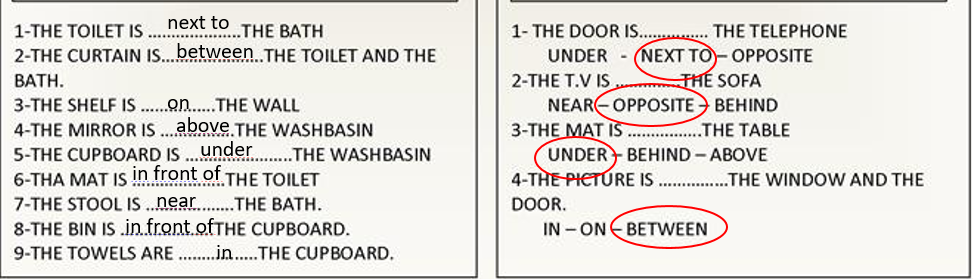 1-THE TOILET IS ......next to......THE BATH
2-THE CURTAIN IS...between...THE TOILET AND THE
BATH.
3-THE SHELF IS .....on......THE WALL
4-THE MIRROR IS ...above...THE WASHBASIN
5-THE CUPBOARD IS ...under.........THE WASHBASIN
6-THA MAT IS in front of THE TOILET
7-THE STOOL IS ..near........THE BATH.
8-THE BIN IS .in front of THE CUPBOARD.
9-THE TOWELS ARE .........in.....THE CUPBOARD.
1- THE DOOR IS............... THE TELEPHONE
UNDER - NEXT TO – OPPOSITE
2-THE T.V IS ..............THE SOFA
NEAR – OPPOSITE – BEHIND
3-THE MAT IS ................THE TABLE
UNDER – BEHIND – ABOVE
4-THE PICTURE IS ...............THE WINDOW AND THE
DOOR.
IN – ON – BETWEEN